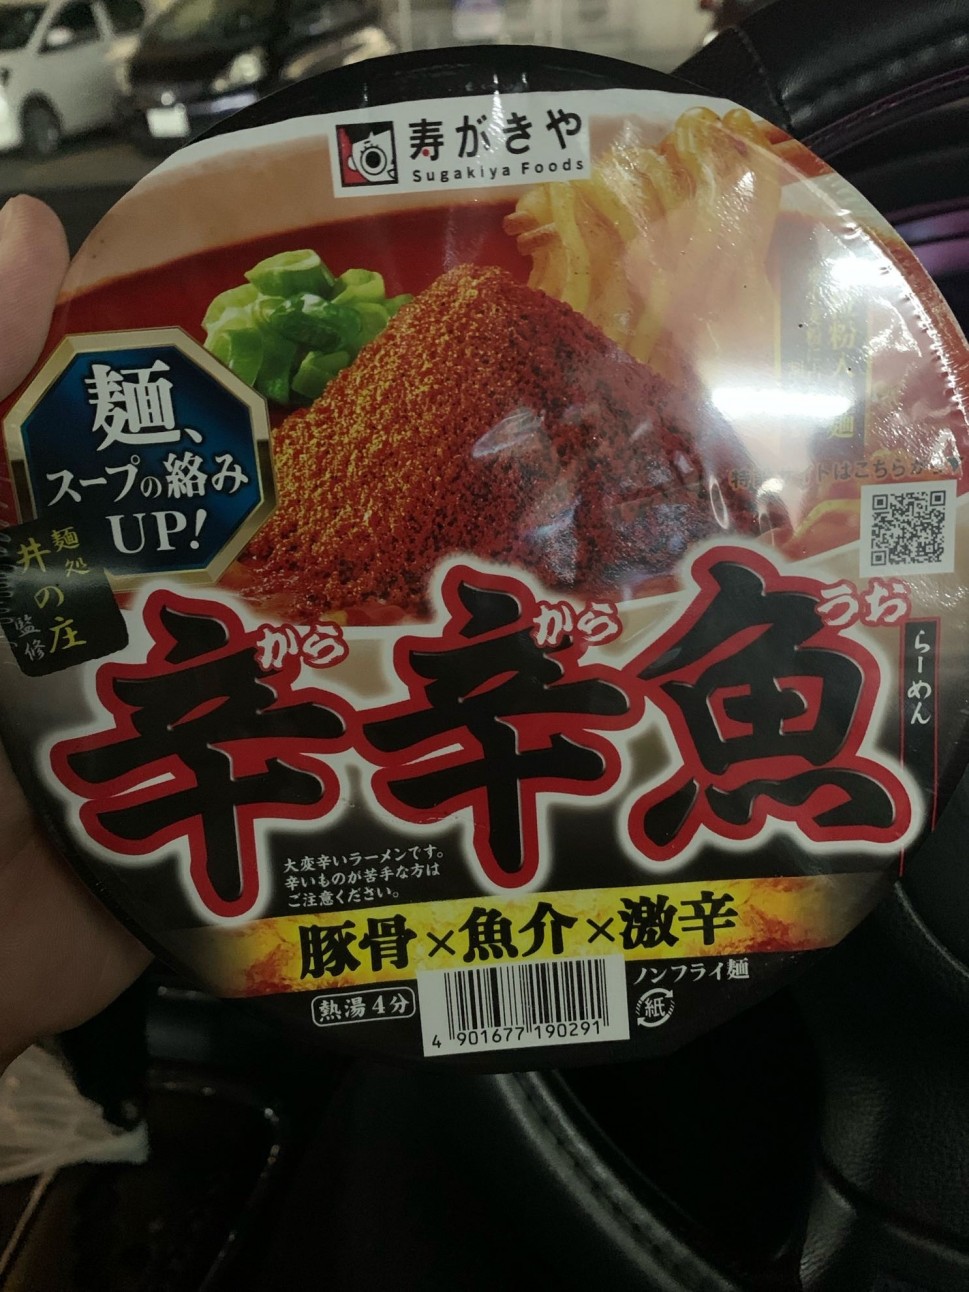 寿がきや
Sugakiya Foods
麺、
スープの絡み
UP!
麺処
井の庄
監修
辛辛魚
から から うお
らーめん
大変辛いラーメンです。
辛いものが苦手な方は
ご注意ください。
豚骨×魚介×激辛
熱湯4分
ノンフライ麺
紙
4 901677 190291